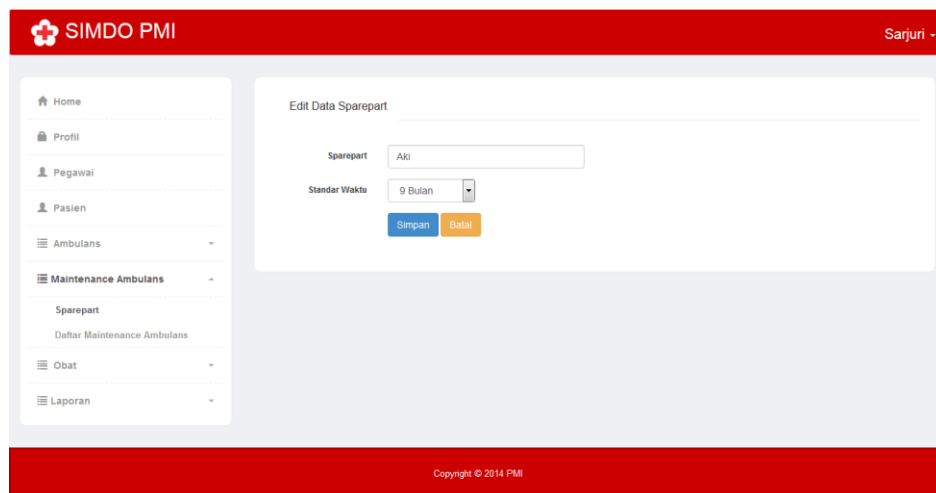 SIMDO PMI
Sarjuri
Home
Profil
Pegawai
Pasien
Ambulans
Maintenance Ambulans
Sparepart
Daftar Maintenance Ambulans
Obat
Laporan
Edit Data Sparepart
Sparepart Aki
Standar Waktu 9 Bulan
Simpan Batal
Copyright © 2014 PMI